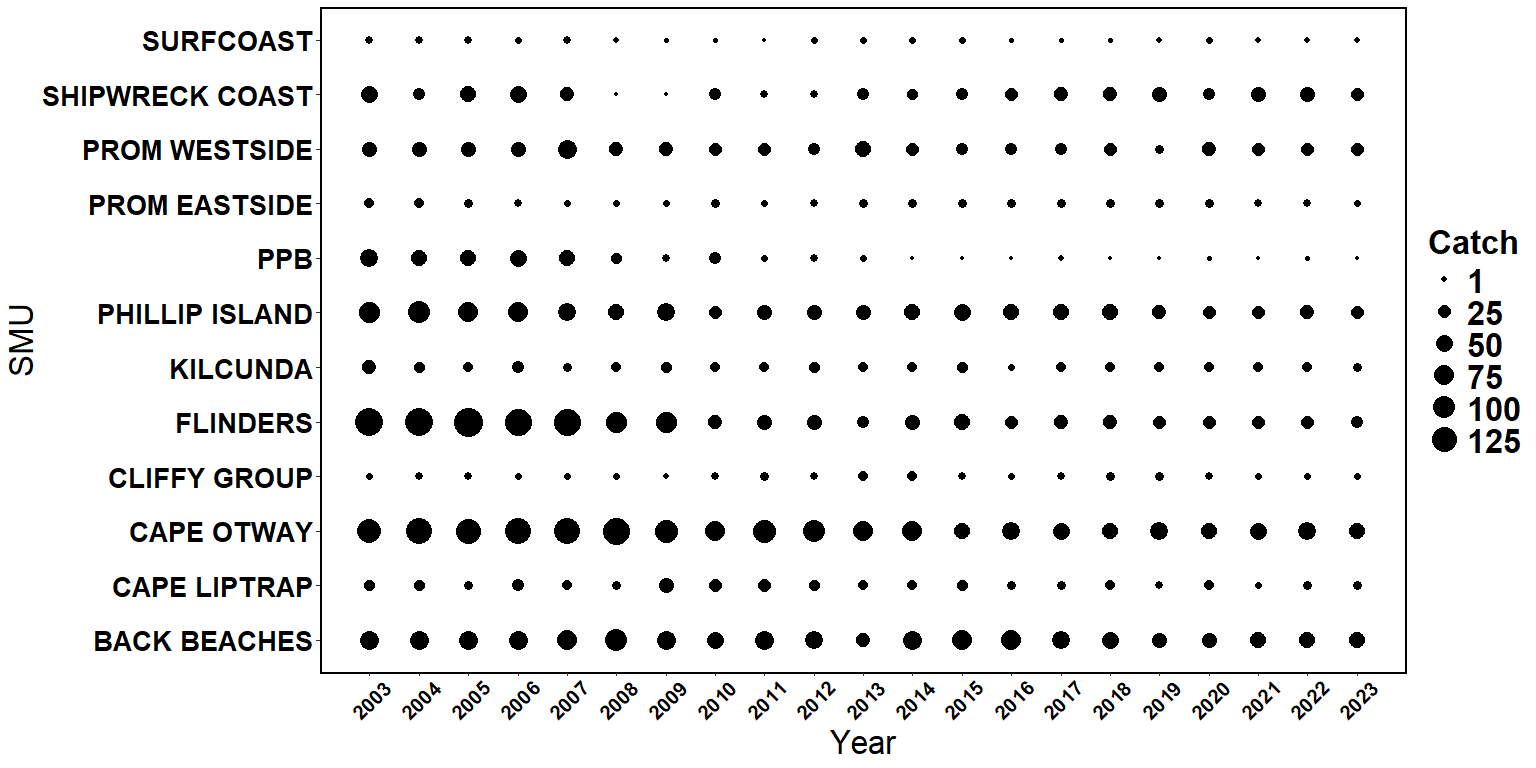 SURFCOAST
SHIPWRECK COAST
PROM WESTSIDE
PROM EASTSIDE
PPB
PHILLIP ISLAND
KILCUNDA
FLINDERS
CLIFFY GROUP
CAPE OTWAY
CAPE LIPTRAP
BACK BEACHES
SMU
2003 2004 2005 2006 2007 2008 2009 2010 2011 2012 2013 2014 2015 2016 2017 2018 2019 2020 2021 2022 2023
Year
Catch
1
25
50
75
100
125